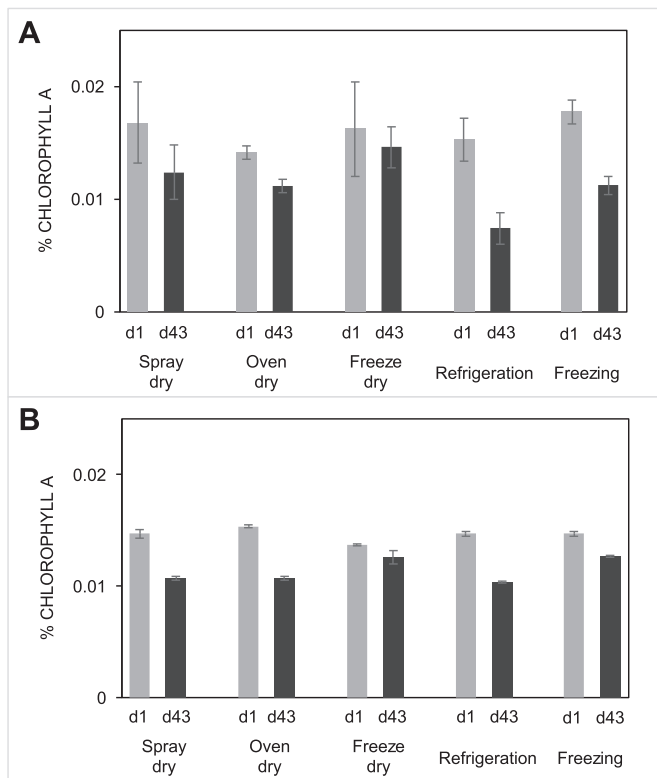 A
0.02
% CHLOROPHYLL A
0.01
0
d1 d43 d1 d43 d1 d43 d1 d43 d1 d43
Spray dry Oven dry Freeze dry Refrigeration Freezing
B
0.02
% CHLOROPHYLL A
0.01
0
d1 d43 d1 d43 d1 d43 d1 d43 d1 d43
Spray dry Oven dry Freeze dry Refrigeration Freezing